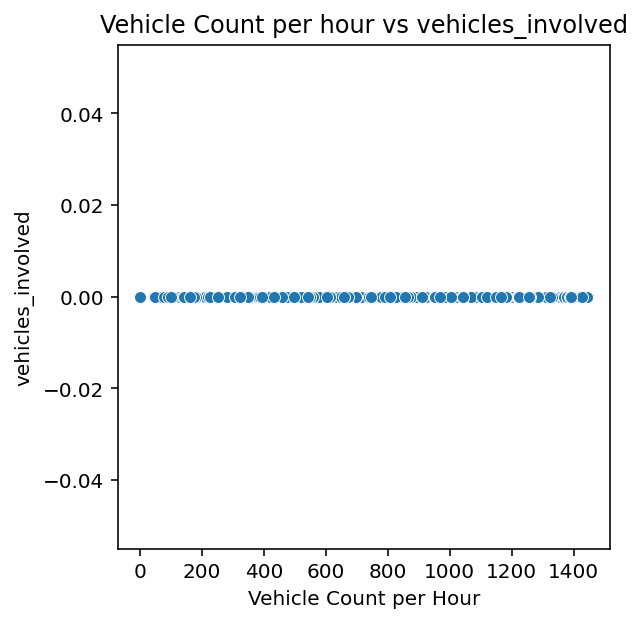 Vehicle Count per hour vs vehicles_involved
0.04
0.02
0.00
−0.02
−0.04
vehicles_involved
0 200 400 600 800 1000 1200 1400
Vehicle Count per Hour